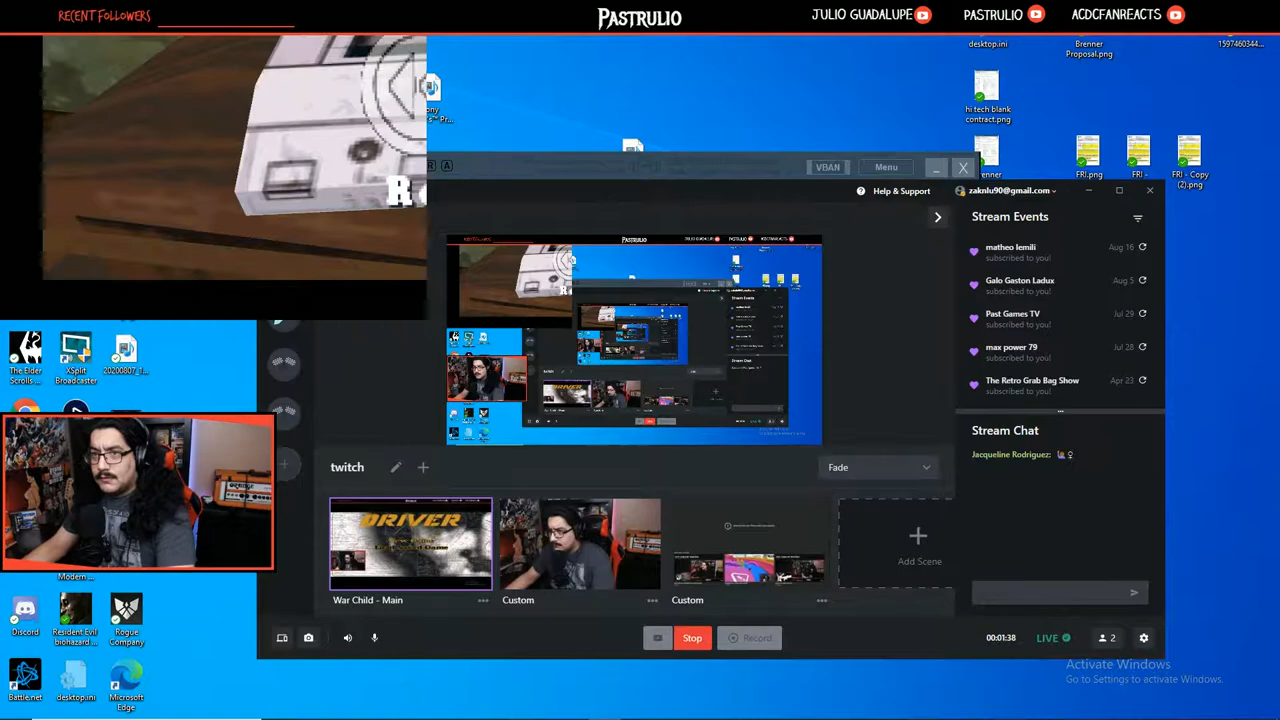 RECENT FOLLOWERS
PASTRULIO
JULIO GUADALUPE
PASTRULIO
ACDCFANREACTS
desktop.ini
Brenner
Proposal.png
1597460344...
hi tech blank
contract.png
R A
VBAN
Menu
X
FRI.png
FRI -
FRI - Copy
(2).png
Help & Support
zaknlu90@gmail.com
Stream Events
matheo lemili
Aug 16
subscribed to you!
Galo Gaston Ladux
Aug 5
subscribed to you!
Past Games TV
Jul 29
subscribed to you!
max power 79
Jul 28
subscribed to you!
The Retro Grab Bag Show
Apr 23
subscribed to you!
Stream Chat
Jacqueline Rodriguez:
The Elder
Scrolls ...
XSplit
Broadcaster
20200807_1...
twitch
Fade
DRIVER
Add Scene
War Child - Main
Custom
Custom
Modern ...
Discord
Resident Evil
biohazard ...
Rogue
Company
Battle.net
desktop.ini
Microsoft
Edge
Stop
Record
00:01:38
LIVE
2
Activate Windows
Go to Settings to activate Windows.